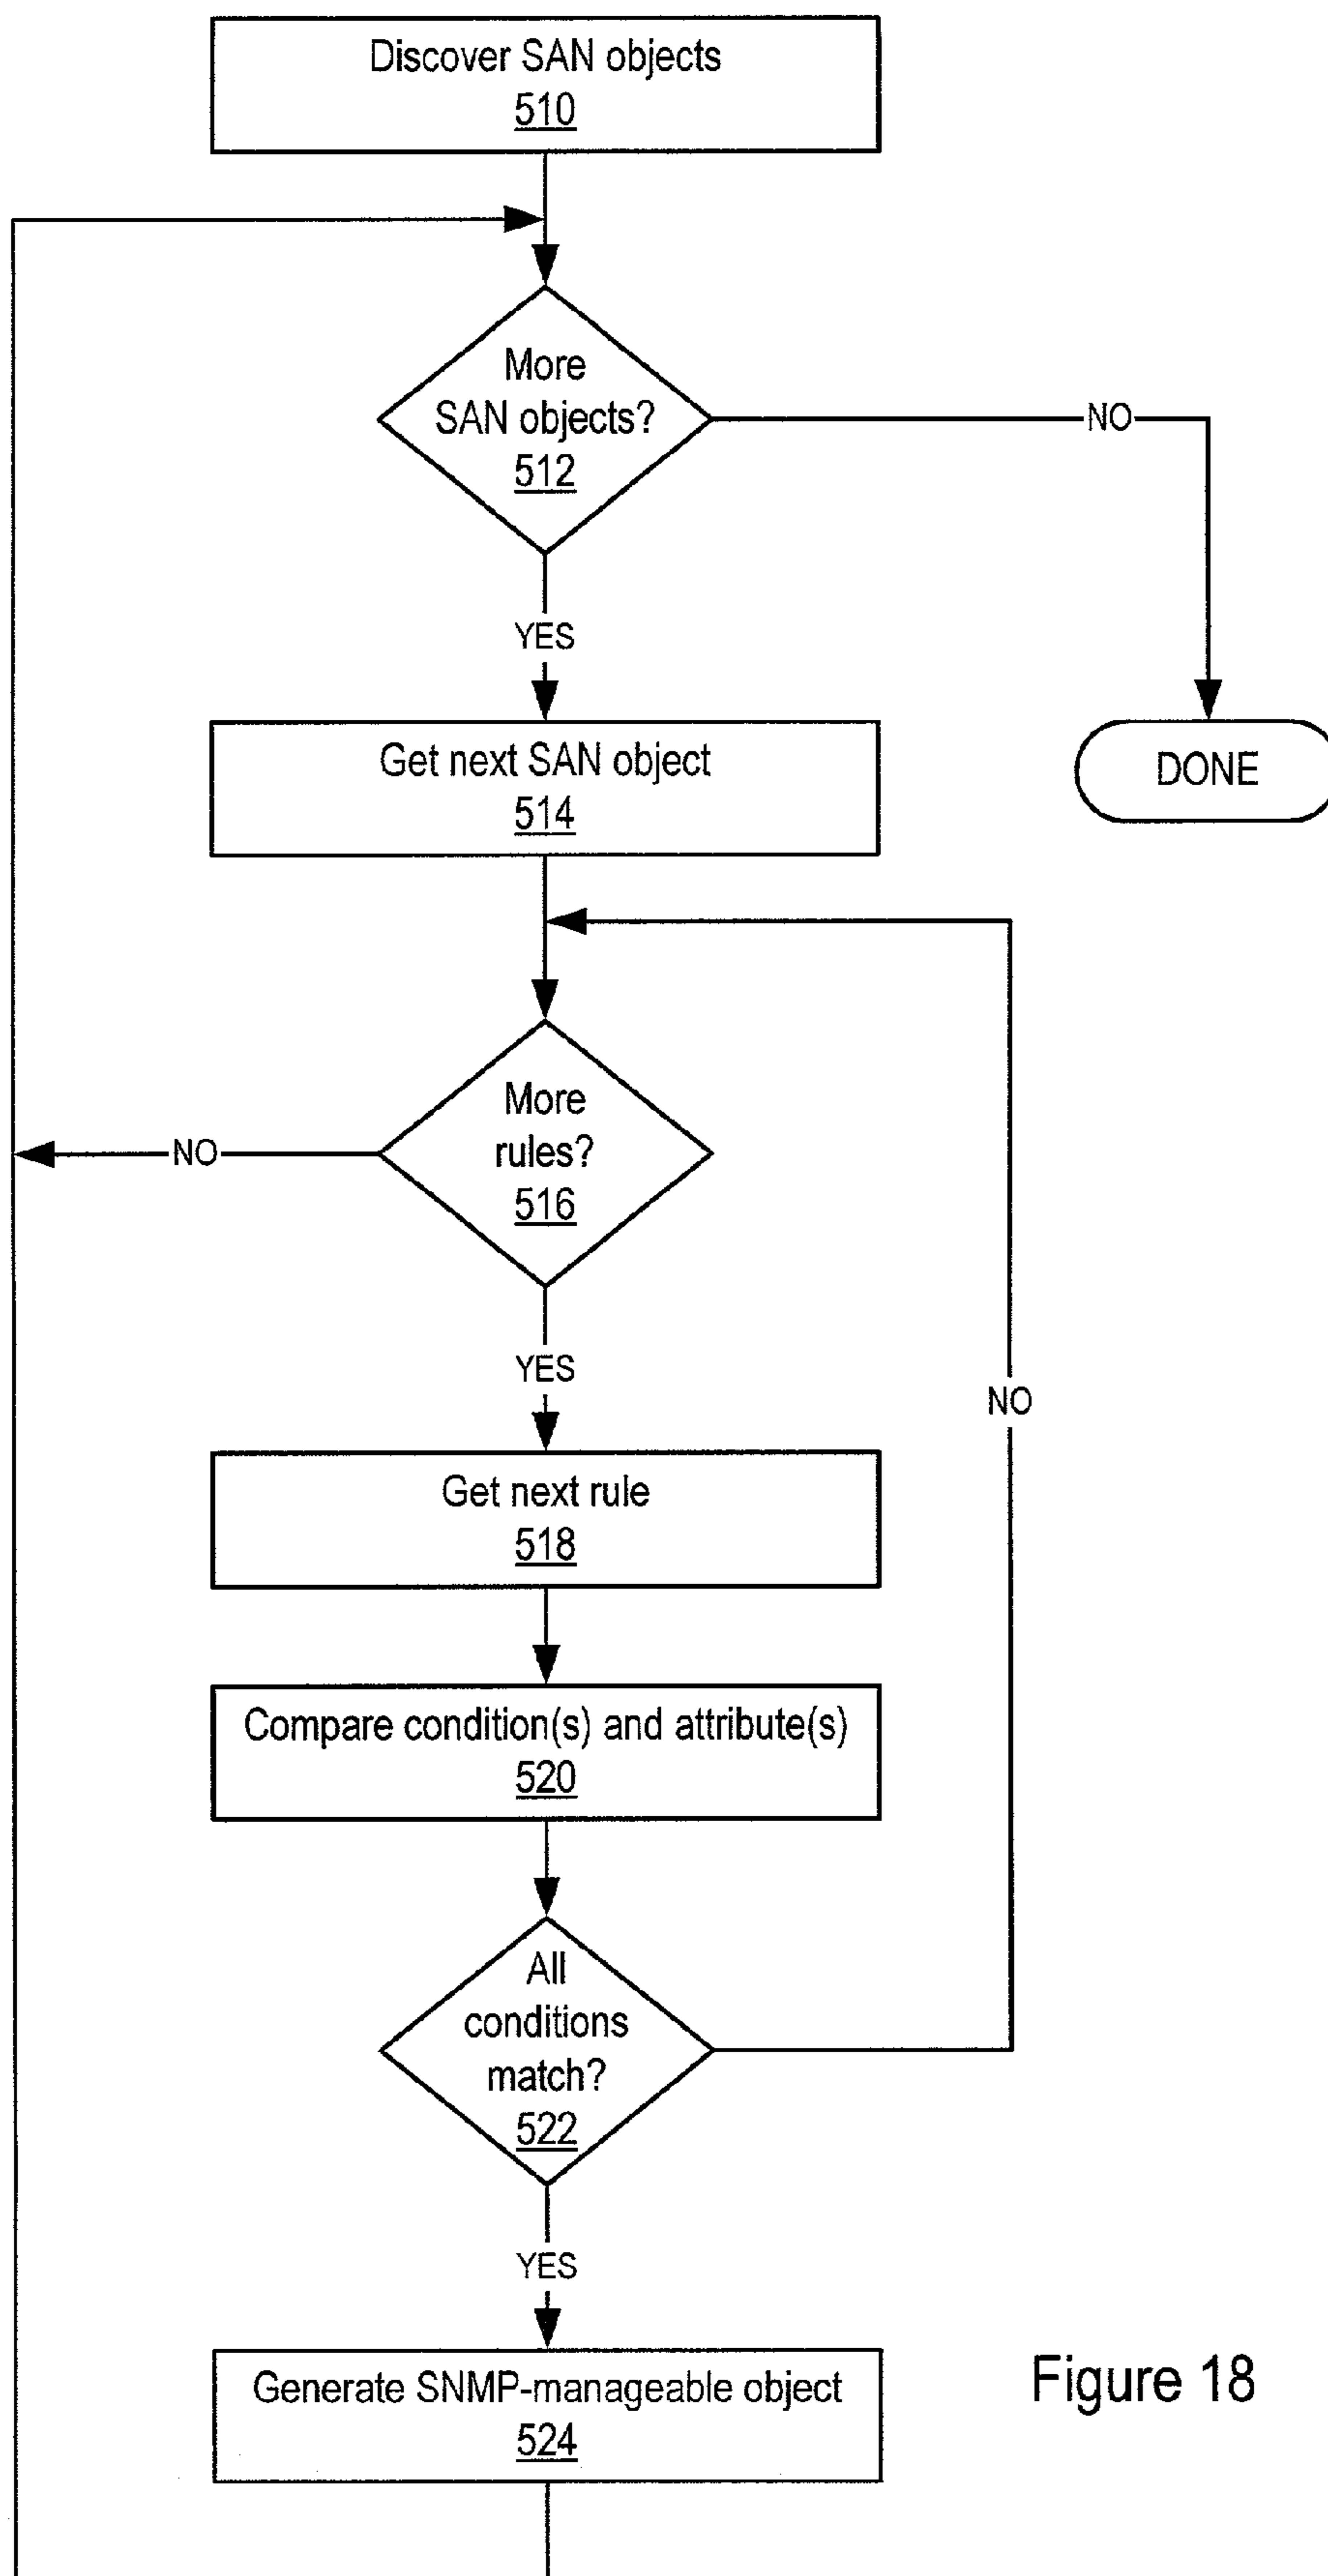 Discover SAN objects
510
More
SAN objects?
512
NO
YES
Get next SAN object
514
DONE
More
rules?
516
NO
YES
NO
Get next rule
518
Compare condition(s) and attribute(s)
520
All
conditions
match?
522
YES
Generate SNMP-manageable object
524
Figure 18